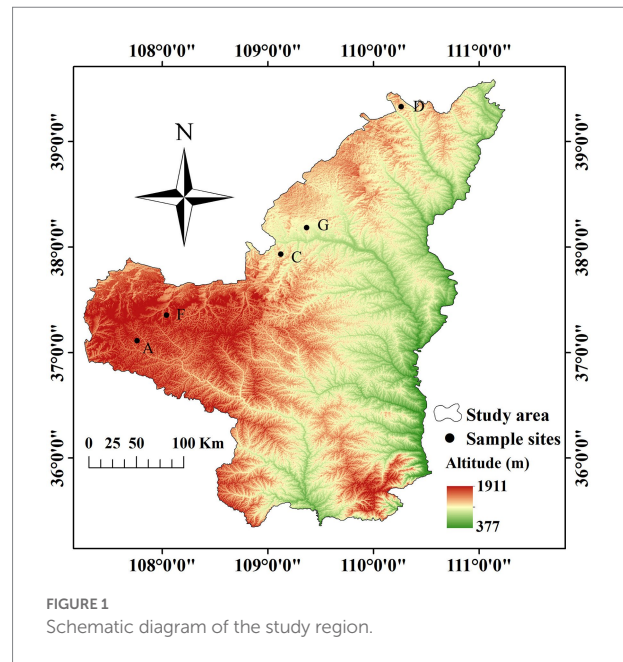 108°0'0" 109°0'0" 110°0'0" 111°0'0"
N
D
39°0'0" 39°0'0"
G
38°0'0" 38°0'0"
C
F
A
37°0'0" 37°0'0"
Study area
Sample sites
0 25 50 100 Km
Altitude (m)
36°0'0" 36°0'0"
1911
377
108°0'0" 109°0'0" 110°0'0" 111°0'0"
FIGURE 1
Schematic diagram of the study region.